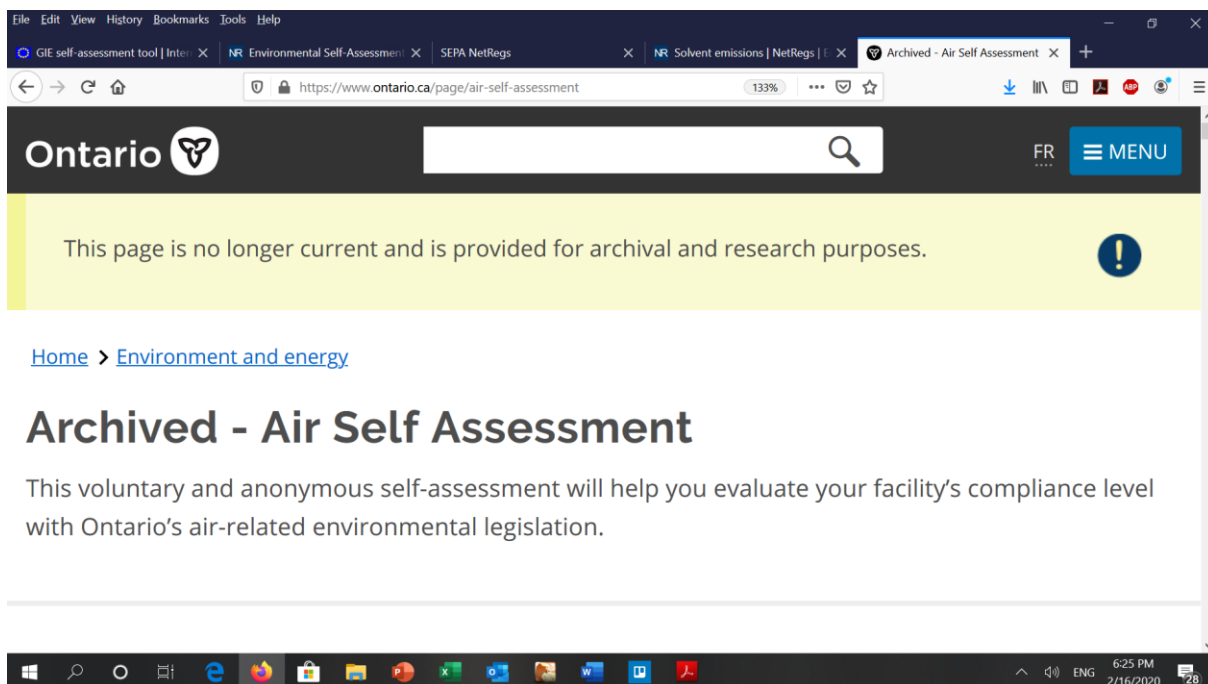 File Edit View History Bookmarks Tools Help
GIE self-assessment tool | Inter NR Environmental Self-Assessment SEPA NetRegs NR Solvent emissions | NetRegs | E Archived - Air Self Assessment
https://www.ontario.ca/page/air-self-assessment 133% ABP
Ontario FR MENU
This page is no longer current and is provided for archival and research purposes.
Home > Environment and energy
Archived - Air Self Assessment
This voluntary and anonymous self-assessment will help you evaluate your facility's compliance level
with Ontario's air-related environmental legislation.
6:25 PM
ENG
2/16/2020 28